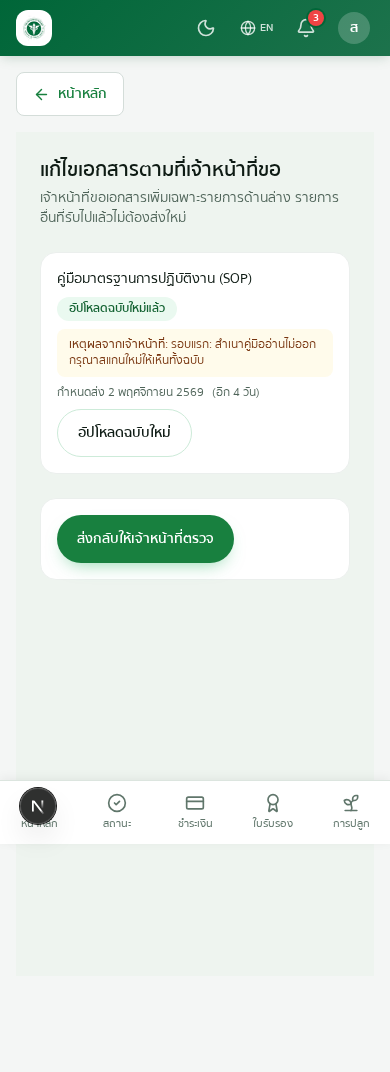 EN
3
ส
หน้าหลัก
แก้ไขเอกสารตามที่เจ้าหน้าที่ขอ
เจ้าหน้าที่ขอเอกสารเพิ่มเฉพาะรายการด้านล่าง รายการ
อื่นที่รับไปแล้วไม่ต้องส่งใหม่
คู่มือมาตรฐานการปฏิบัติงาน (SOP)
อัปโหลดฉบับใหม่แล้ว
เหตุผลจากเจ้าหน้าที่: รอบแรก: สำเนาคู่มืออ่านไม่ออก
กรุณาสแกนใหม่ให้เห็นทั้งฉบับ
กำหนดส่ง 2 พฤศจิกายน 2569 (อีก 4 วัน)
อัปโหลดฉบับใหม่
ส่งกลับให้เจ้าหน้าที่ตรวจ
N
หน้าหลัก
สถานะ
ชำระเงิน
ใบรับรอง
การปลูก